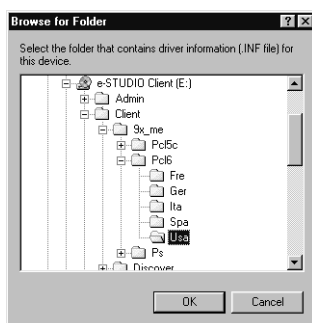 Browse for Folder
Select the folder that contains driver information (.INF file) for
this device.
e-STUDIO Client (E:)
Admin
Client
9x_me
Pcl5c
Pcl6
Fre
Ger
Ita
Spa
Usa
Ps
Discover
OK Cancel